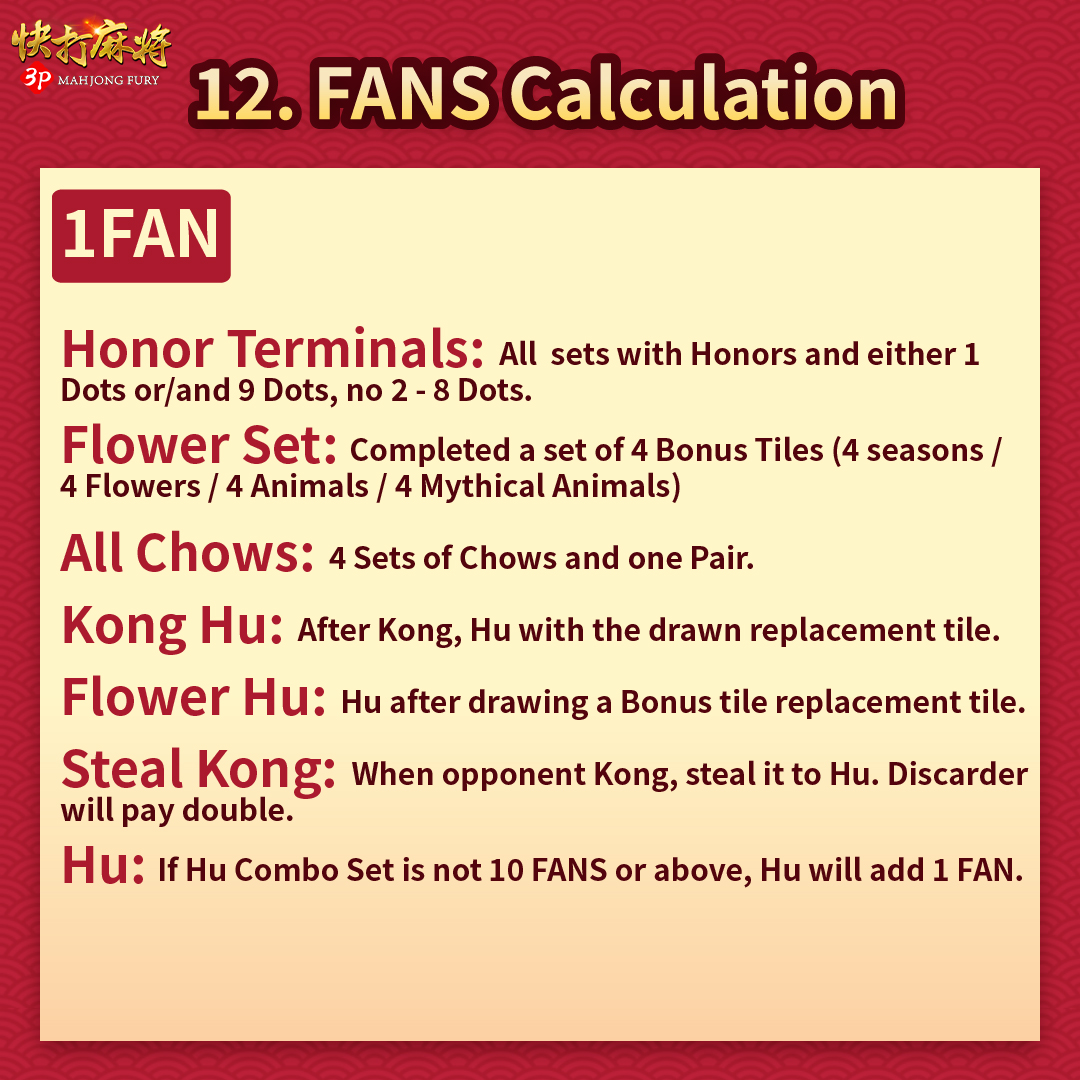 快打麻将
3P MAHJONG FURY
12. FANS Calculation
1FAN
Honor Terminals: All sets with Honors and either 1
Dots or/and 9 Dots, no 2 - 8 Dots.
Flower Set: Completed a set of 4 Bonus Tiles (4 seasons /
4 Flowers / 4 Animals / 4 Mythical Animals)
All Chows: 4 Sets of Chows and one Pair.
Kong Hu: After Kong, Hu with the drawn replacement tile.
Flower Hu: Hu after drawing a Bonus tile replacement tile.
Steal Kong: When opponent Kong, steal it to Hu. Discarder
will pay double.
Hu: If Hu Combo Set is not 10 FANS or above, Hu will add 1 FAN.